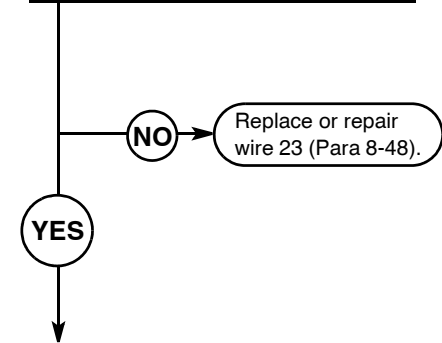 NO
Replace or repair
wire 23 (Para 8-48).
YES